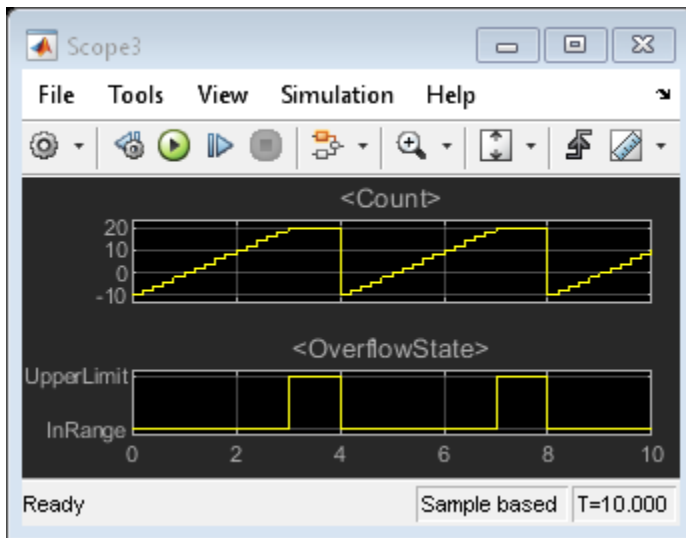 Scope3
File Tools View Simulation Help
<Count>
20
10
0
-10
<OverflowState>
UpperLimit
InRange
0 2 4 6 8 10
Ready Sample based T=10.000